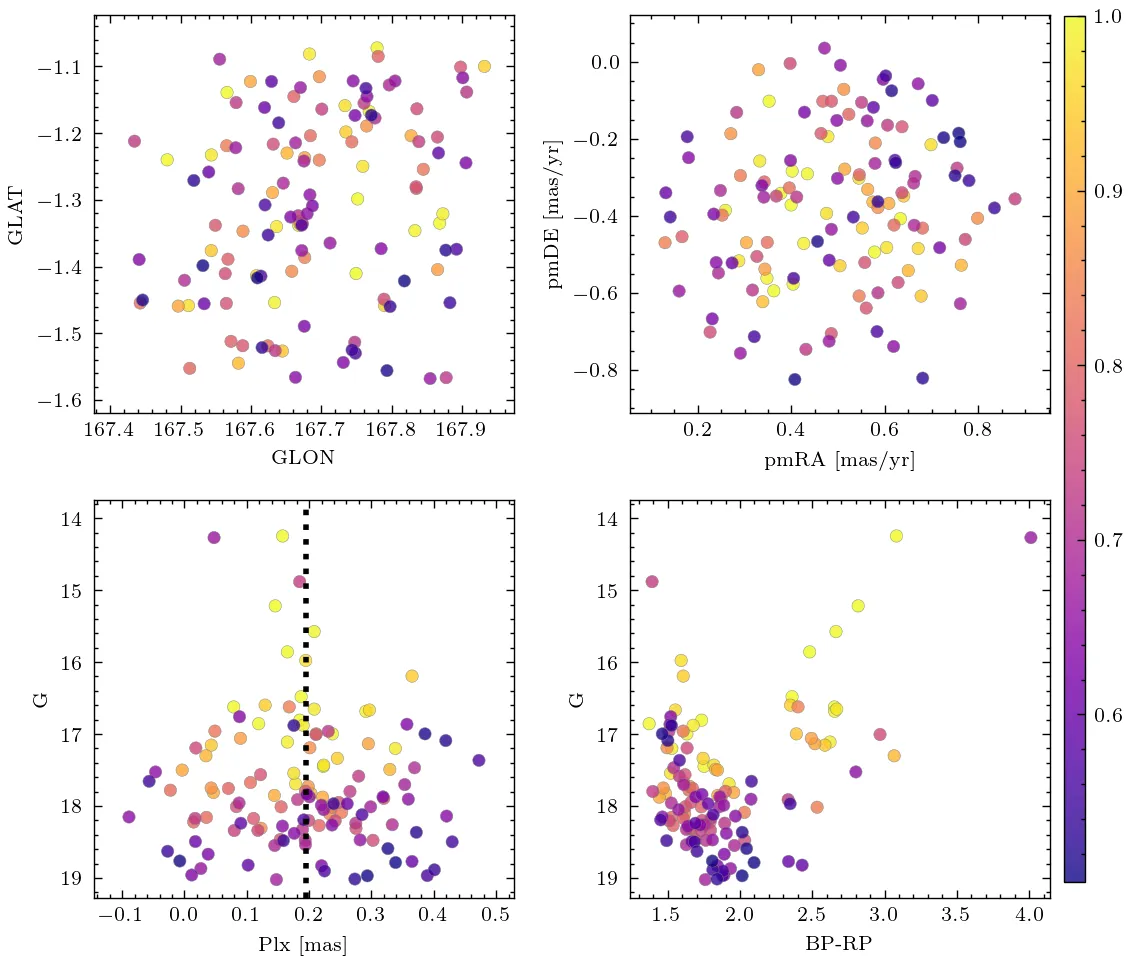 −1.1
−1.2
−1.3
−1.4
−1.5
−1.6
GLAT
167.4 167.5 167.6 167.7 167.8 167.9
GLON
0.0
−0.2
−0.4
−0.6
−0.8
pmDE [mas/yr]
0.2 0.4 0.6 0.8
pmRA [mas/yr]
14
15
16
17
18
19
G
−0.1 0.0 0.1 0.2 0.3 0.4 0.5
Plx [mas]
14
15
16
17
18
19
G
1.5 2.0 2.5 3.0 3.5 4.0
BP-RP
1.0
0.9
0.8
0.7
0.6